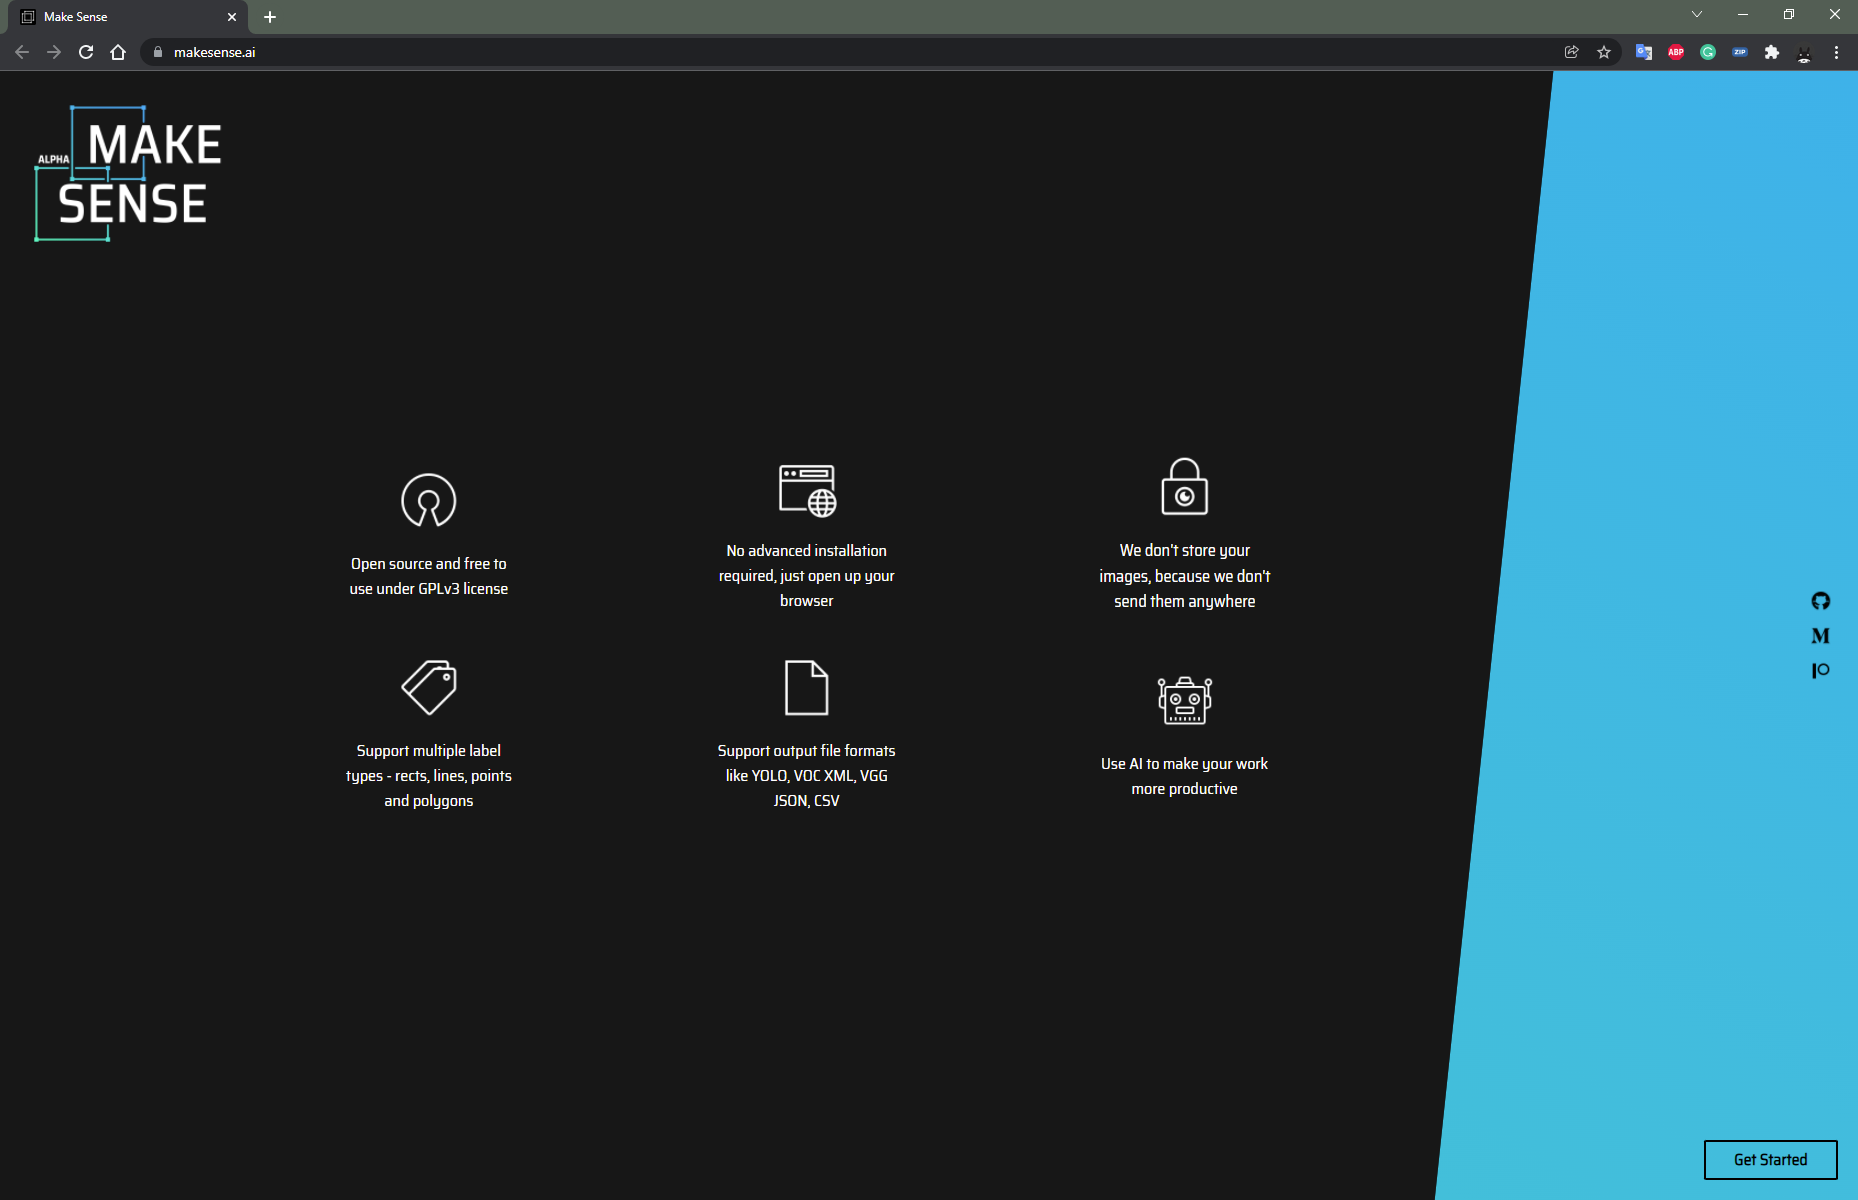 Make Sense
makesense.ai
ABP
ZIP
ALPHA
MAKE
SENSE
Open source and free to
use under GPLv3 license
No advanced installation
required, just open up your
browser
We don't store your
images, because we don't
send them anywhere
Support multiple label
types - rects, lines, points
and polygons
Support output file formats
like YOLO, VOC XML, VGG
JSON, CSV
Use AI to make your work
more productive
M
Get Started